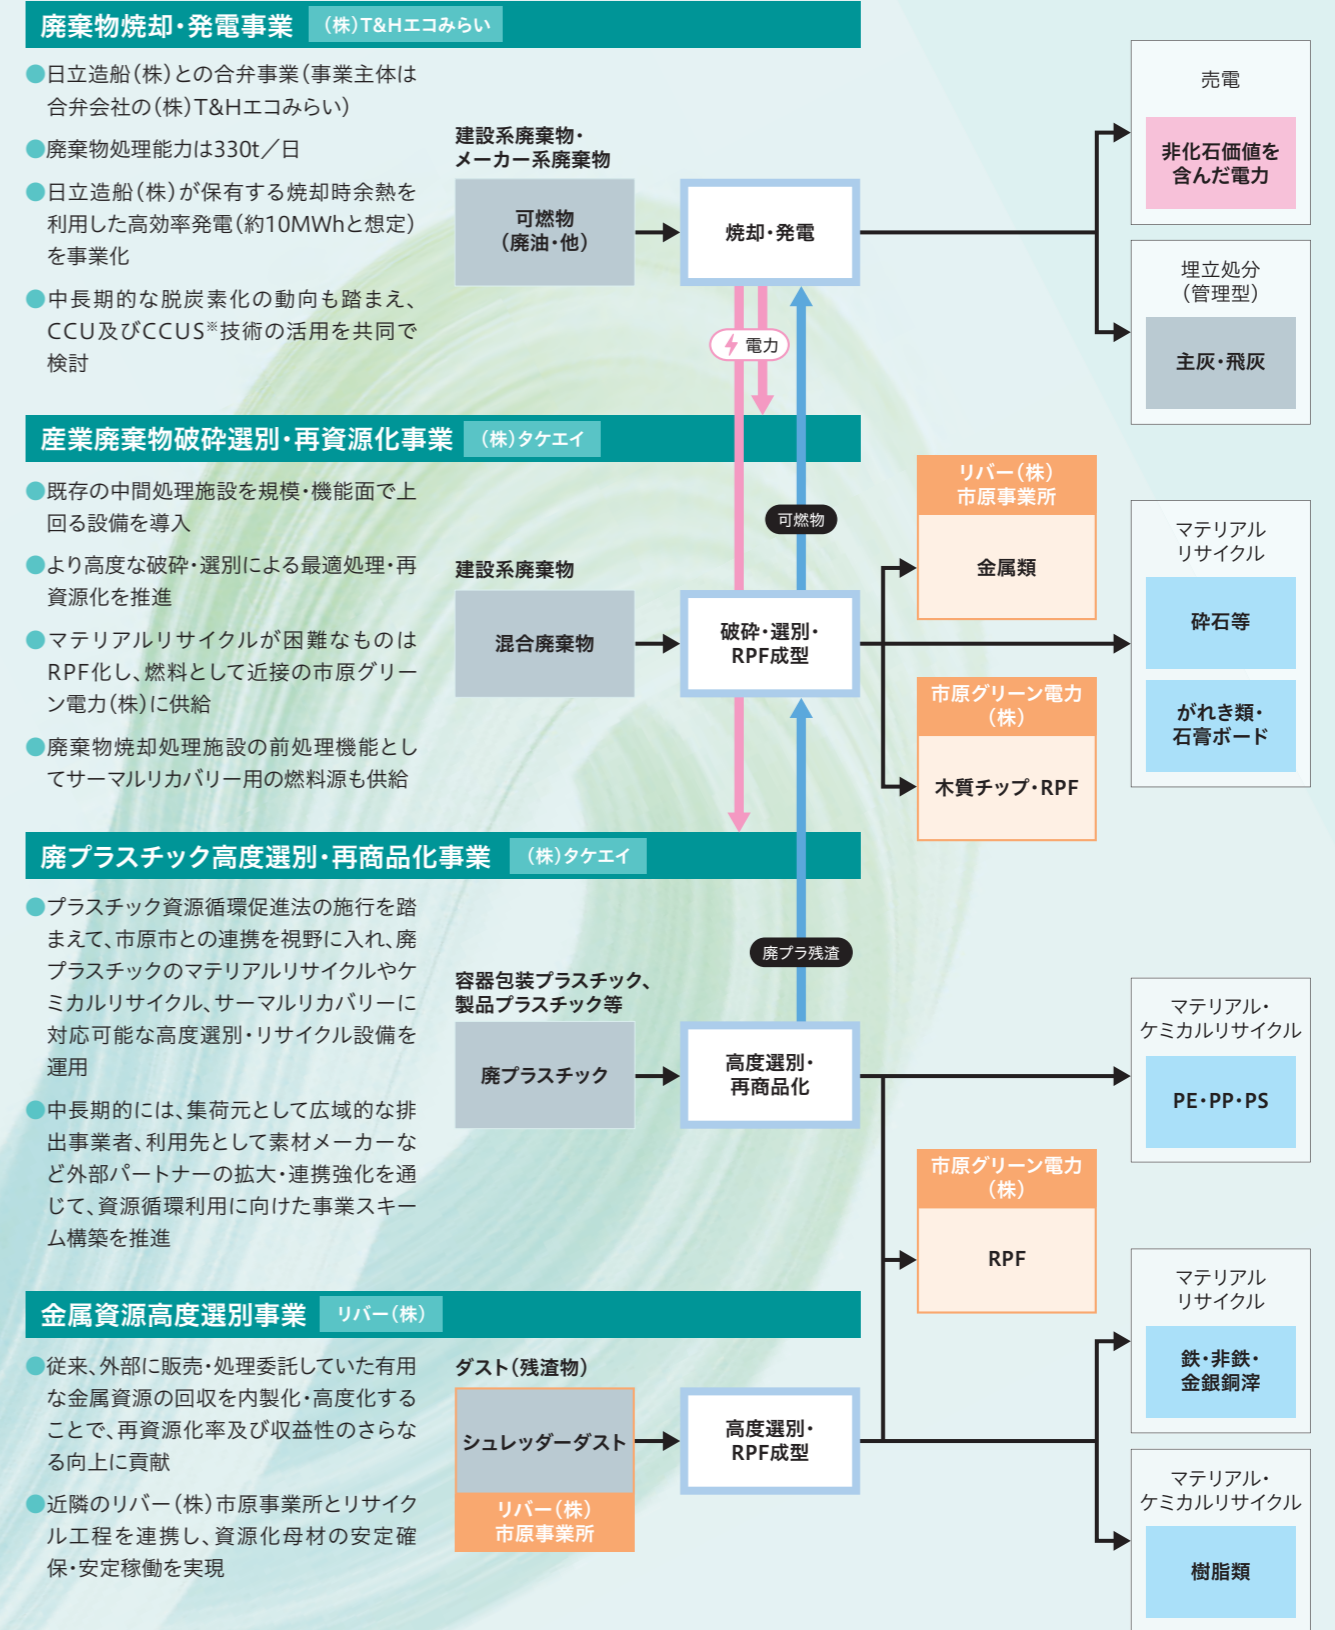 廃棄物焼却・発電事業 (株)T&Hエコみらい
●日立造船(株)との合弁事業(事業主体は
合弁会社の(株)T&Hエコみらい)
●廃棄物処理能力は330t/日
●日立造船(株)が保有する焼却時余熱を
利用した高効率発電(約10MWhと想定)
を事業化
●中長期的な脱炭素化の動向も踏まえ、
CCU及びCCUS※技術の活用を共同で
検討
建設系廃棄物・
メーカー系廃棄物
可燃物
(廃油・他)
焼却・発電
売電
非化石価値を
含んだ電力
埋立処分
(管理型)
主灰・飛灰
電力
産業廃棄物破砕選別・再資源化事業 (株)タケエイ
●既存の中間処理施設を規模・機能面で上
回る設備を導入
●より高度な破砕・選別による最適処理・再
資源化を推進
●マテリアルリサイクルが困難なものは
RPF化し、燃料として近接の市原グリー
ン電力(株)に供給
●廃棄物焼却処理施設の前処理機能とし
てサーマルリカバリー用の燃料源も供給
可燃物
建設系廃棄物
混合廃棄物
破砕・選別・
RPF成型
リバー(株)
市原事業所
金属類
市原グリーン電力
(株)
木質チップ・RPF
マテリアル
リサイクル
砕石等
がれき類・
石膏ボード
廃プラスチック高度選別・再商品化事業 (株)タケエイ
●プラスチック資源循環促進法の施行を踏
まえて、市原市との連携を視野に入れ、廃
プラスチックのマテリアルリサイクルやケ
ミカルリサイクル、サーマルリカバリーに
対応可能な高度選別・リサイクル設備を
運用
●中長期的には、集荷元として広域的な排
出事業者、利用先として素材メーカーな
ど外部パートナーの拡大・連携強化を通
じて、資源循環利用に向けた事業スキー
ム構築を推進
廃プラ残渣
容器包装プラスチック、
製品プラスチック等
廃プラスチック
高度選別・
再商品化
マテリアル・
ケミカルリサイクル
PE・PP・PS
市原グリーン電力
(株)
RPF
金属資源高度選別事業 リバー(株)
●従来、外部に販売・処理委託していた有用
な金属資源の回収を内製化・高度化する
ことで、再資源化率及び収益性のさらな
る向上に貢献
●近隣のリバー(株)市原事業所とリサイク
ル工程を連携し、資源化母材の安定確
保・安定稼働を実現
ダスト(残渣物)
シュレッダーダスト
リバー(株)
市原事業所
高度選別・
RPF成型
マテリアル
リサイクル
鉄・非鉄・
金銀銅滓
マテリアル・
ケミカルリサイクル
樹脂類